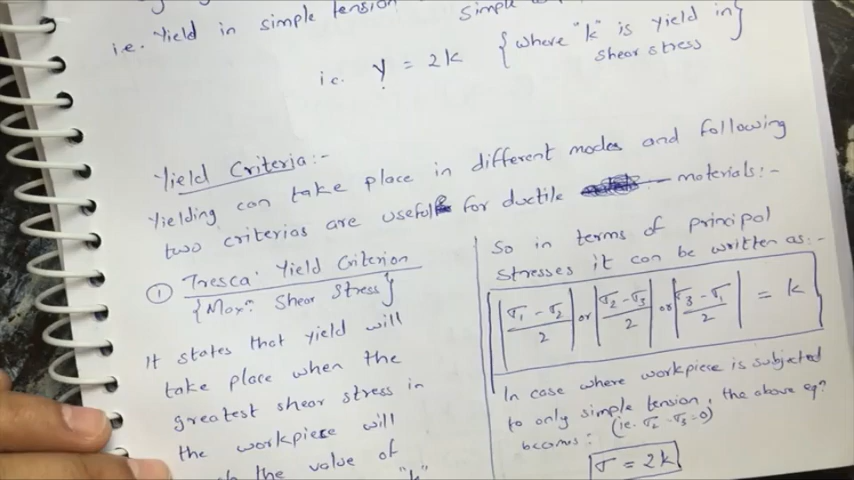 i.e. Yield in simple tension
Simple
i.e. Y = 2k {where "k" is yield in
shear stress}
Yield Criteria:-
Yielding can take place in different modes and following
two criterias are useful for ductile materials:-
① Tresca Yield Criterion
{Max^m Shear Stress}
It states that yield will
take place when the
greatest shear stress in
the workpiece will
the value of
"k"
So in terms of principal
stresses it can be written as:-
|σ₁ - σ₂ / 2| or |σ₂ - σ₃ / 2| or |σ₃ - σ₁ / 2| = k
In case where workpiece is subjected
to only simple tension, the above eqⁿ
becomes: (i.e. σ₂ - σ₃ = 0)
σ = 2k